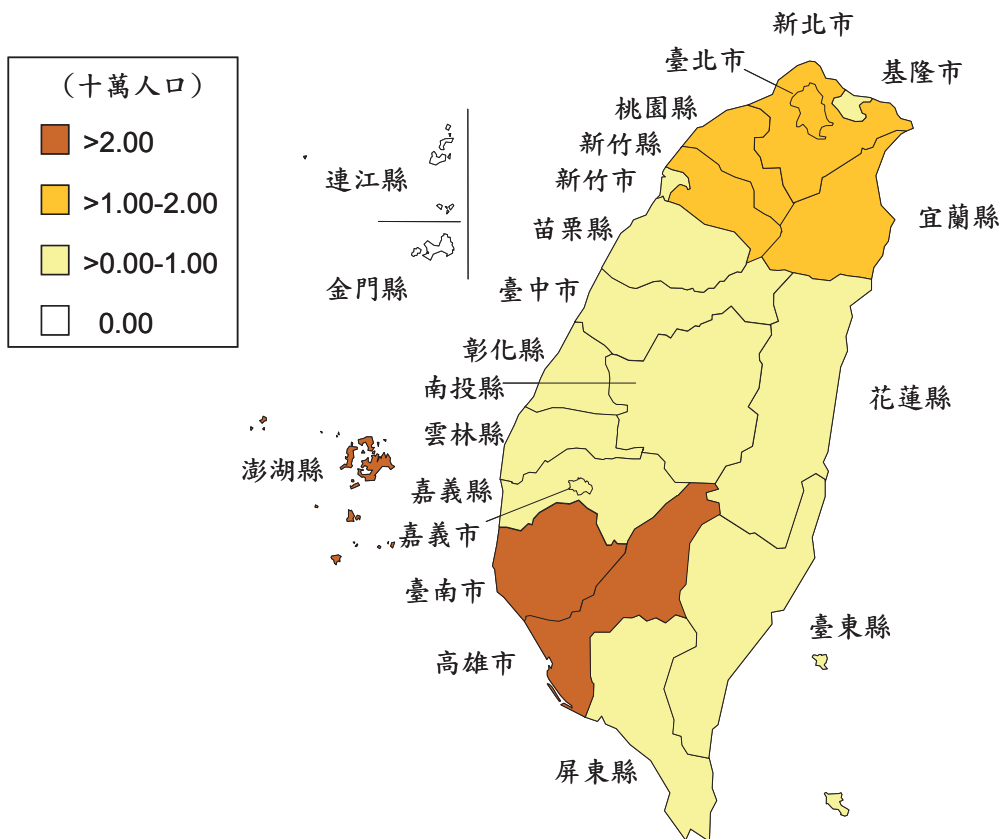 (十萬人口)
>2.00
>1.00-2.00
>0.00-1.00
0.00
新北市
臺北市
基隆市
桃園縣
新竹縣
新竹市
連江縣
苗栗縣
宜蘭縣
金門縣
臺中市
彰化縣
南投縣
花蓮縣
雲林縣
澎湖縣
嘉義縣
嘉義市
臺南市
臺東縣
高雄市
屏東縣